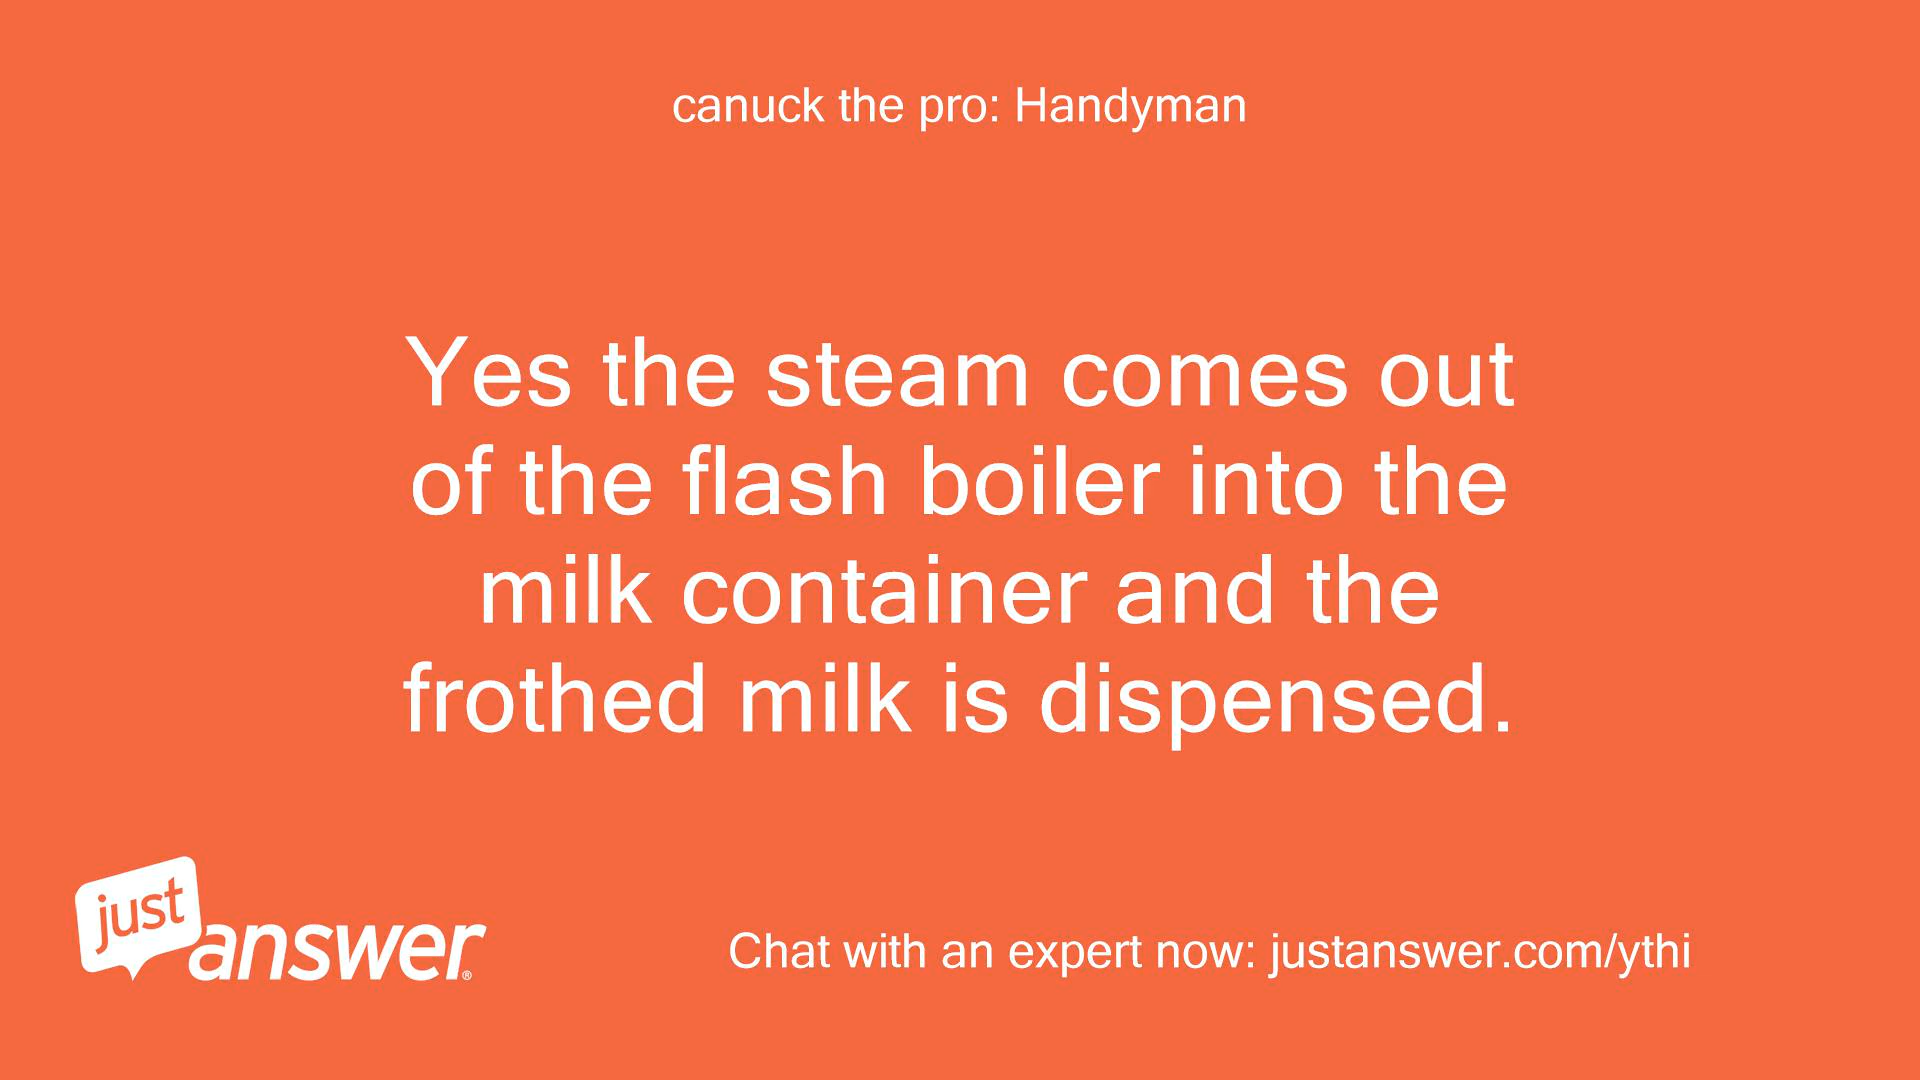 canuck the pro: Handyman
Yes the steam comes out
of the flash boiler into the
milk container and the
frothed milk is dispensed.
just
answer®
Chat with an expert now: justanswer.com/ythi